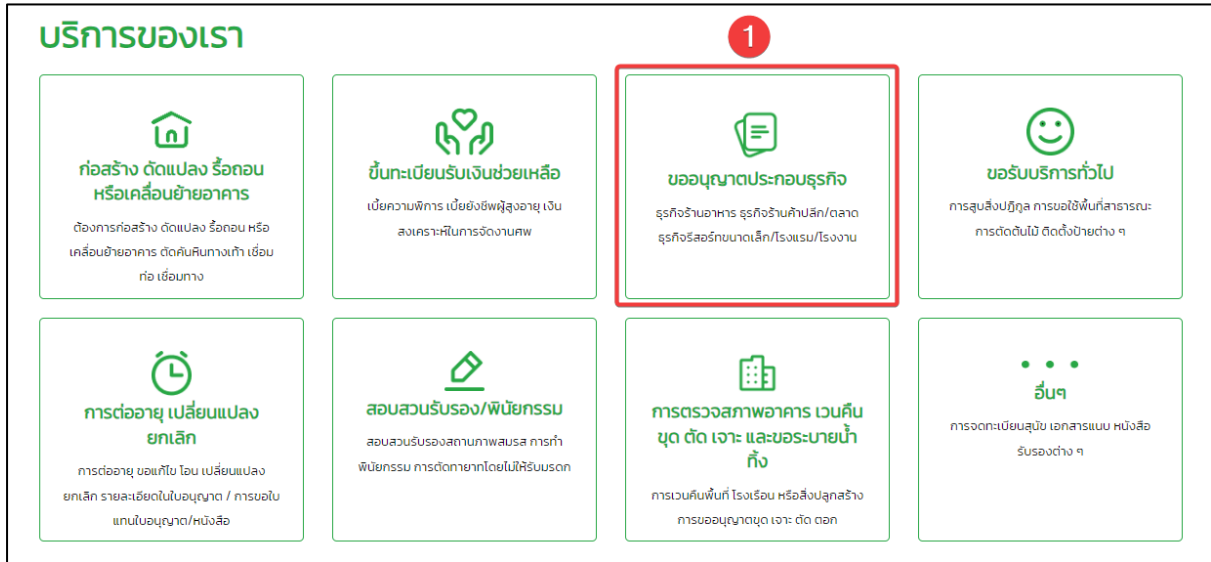 บริการของเรา
1
ก่อสร้าง ดัดแปลง รื้อถอน
หรือเคลื่อนย้ายอาคาร
ต้องการก่อสร้าง ดัดแปลง รื้อถอน หรือ
เคลื่อนย้ายอาคาร ตัดคันหินทางเท้า เชื่อม
ท่อ เชื่อมทาง
ขึ้นทะเบียนรับเงินช่วยเหลือ
เบี้ยความพิการ เบี้ยยังชีพผู้สูงอายุ เงิน
สงเคราะห์ในการจัดงานศพ
ขออนุญาตประกอบธุรกิจ
ธุรกิจร้านอาหาร ธุรกิจร้านค้าปลีก/ตลาด
ธุรกิจรีสอร์ทขนาดเล็ก/โรงแรม/โรงงาน
ขอรับบริการทั่วไป
การสูบสิ่งปฏิกูล การขอใช้พื้นที่สาธารณะ
การตัดต้นไม้ ติดตั้งป้ายต่าง ๆ
การต่ออายุ เปลี่ยนแปลง
ยกเลิก
การต่ออายุ ขอแก้ไข โอน เปลี่ยนแปลง
ยกเลิก รายละเอียดในใบอนุญาต / การขอใบ
แทนใบอนุญาต/หนังสือ
สอบสวนรับรอง/พินัยกรรม
สอบสวนรับรองสถานภาพสมรส การทำ
พินัยกรรม การตัดทายาทโดยไม่ให้รับมรดก
การตรวจสภาพอาคาร เวนคืน
ขุด ตัด เจาะ และขอระบายน้ำ
ทิ้ง
การเวนคืนพื้นที่ โรงเรือน หรือสิ่งปลูกสร้าง
การขออนุญาตขุด เจาะ ตัด ตอก
อื่นๆ
การจดทะเบียนสุนัข เอกสารแนบ หนังสือ
รับรองต่าง ๆ